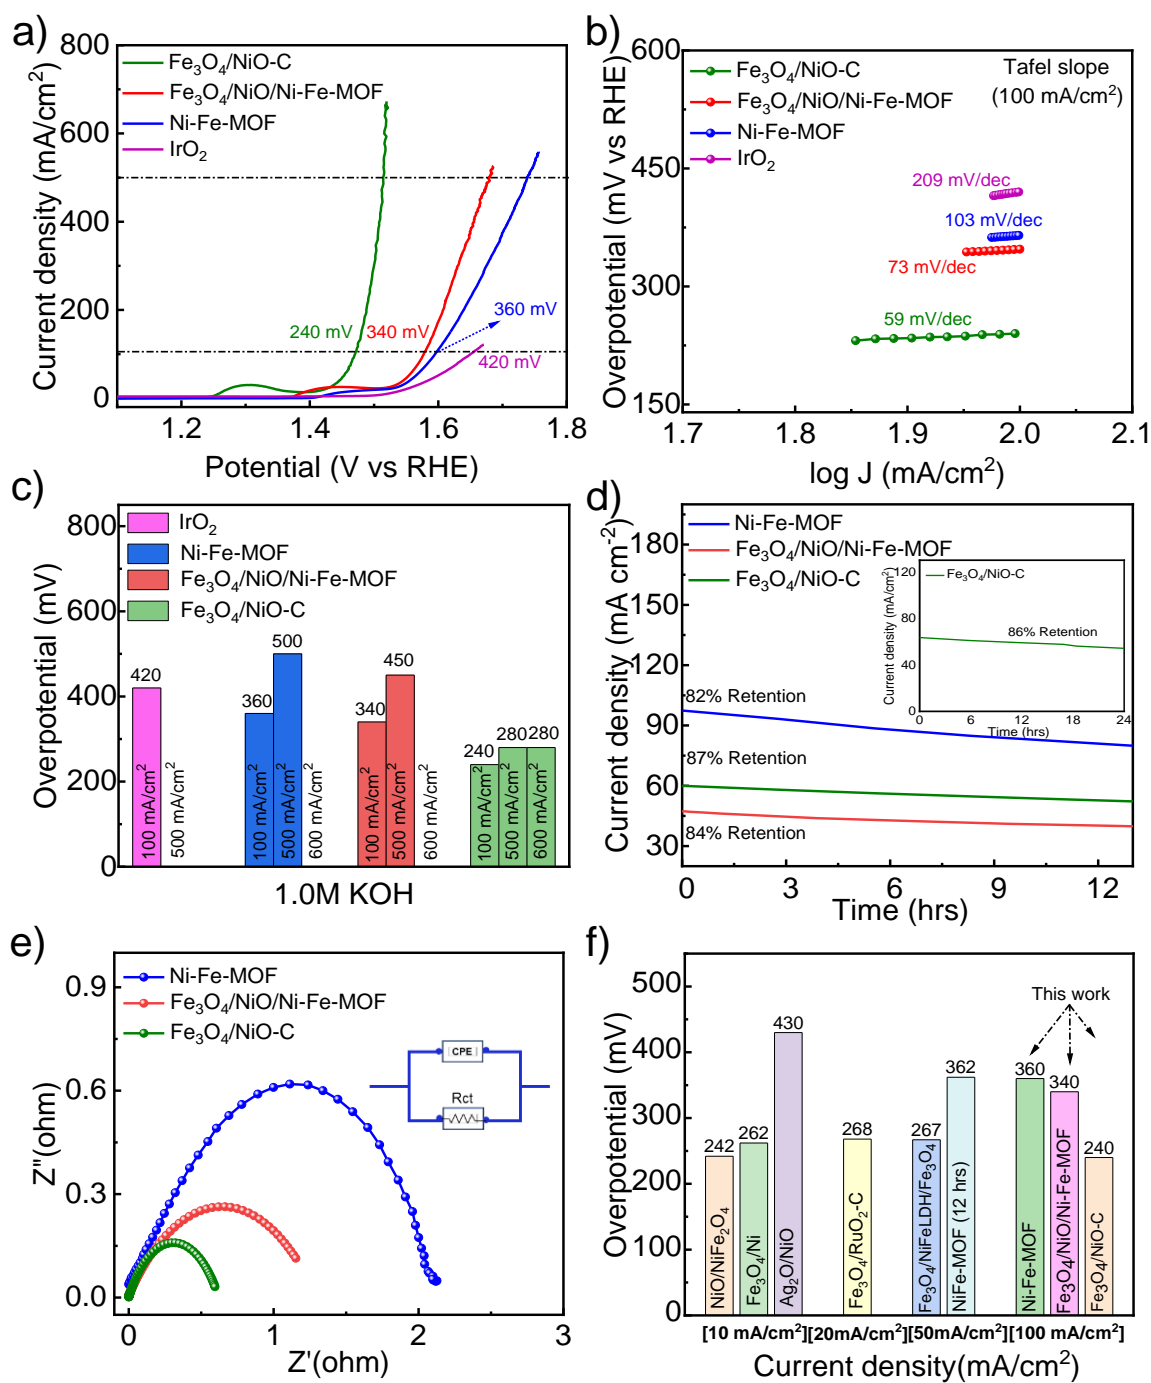 a)
800
600
400
200
0
Current density (mA/cm²)
Fe₃O₄/NiO-C
Fe₃O₄/NiO/Ni-Fe-MOF
Ni-Fe-MOF
IrO₂
240 mV
340 mV
360 mV
420 mV
1.2
1.4
1.6
1.8
Potential (V vs RHE)
b)
600
450
300
150
Overpotential (mV vs RHE)
Fe₃O₄/NiO-C
Fe₃O₄/NiO/Ni-Fe-MOF
Ni-Fe-MOF
IrO₂
Tafel slope
(100 mA/cm²)
209 mV/dec
103 mV/dec
73 mV/dec
59 mV/dec
1.7
1.8
1.9
2.0
2.1
log J (mA/cm²)
c)
800
600
400
200
0
Overpotential (mV)
IrO₂
Ni-Fe-MOF
Fe₃O₄/NiO/Ni-Fe-MOF
Fe₃O₄/NiO-C
420
360
500
340
450
240
280
280
100 mA/cm²
500 mA/cm²
100 mA/cm²
500 mA/cm²
600 mA/cm²
100 mA/cm²
500 mA/cm²
600 mA/cm²
100 mA/cm²
500 mA/cm²
600 mA/cm²
1.0M KOH
d)
180
150
120
90
60
30
Current density (mA cm⁻²)
Ni-Fe-MOF
Fe₃O₄/NiO/Ni-Fe-MOF
Fe₃O₄/NiO-C
82% Retention
87% Retention
84% Retention
120
80
40
0
Current density (mA/cm²)
Fe₃O₄/NiO-C
86% Retention
0
6
12
18
24
Time (hrs)
0
3
6
9
12
Time (hrs)
e)
0.9
0.6
0.3
0.0
Z"(ohm)
Ni-Fe-MOF
Fe₃O₄/NiO/Ni-Fe-MOF
Fe₃O₄/NiO-C
CPE
Rct
0
1
2
3
Z'(ohm)
f)
500
400
300
200
100
0
Overpotential (mV)
This work
242
262
430
268
267
362
360
340
240
NiO/NiFe₂O₄
Fe₃O₄/Ni
Ag₂O/NiO
Fe₃O₄/RuO₂-C
Fe₃O₄/NiFeLDH/Fe₃O₄
NiFe-MOF (12 hrs)
Ni-Fe-MOF
Fe₃O₄/NiO/Ni-Fe-MOF
Fe₃O₄/NiO-C
[10 mA/cm²][20mA/cm²][50mA/cm²][100 mA/cm²]
Current density(mA/cm²)